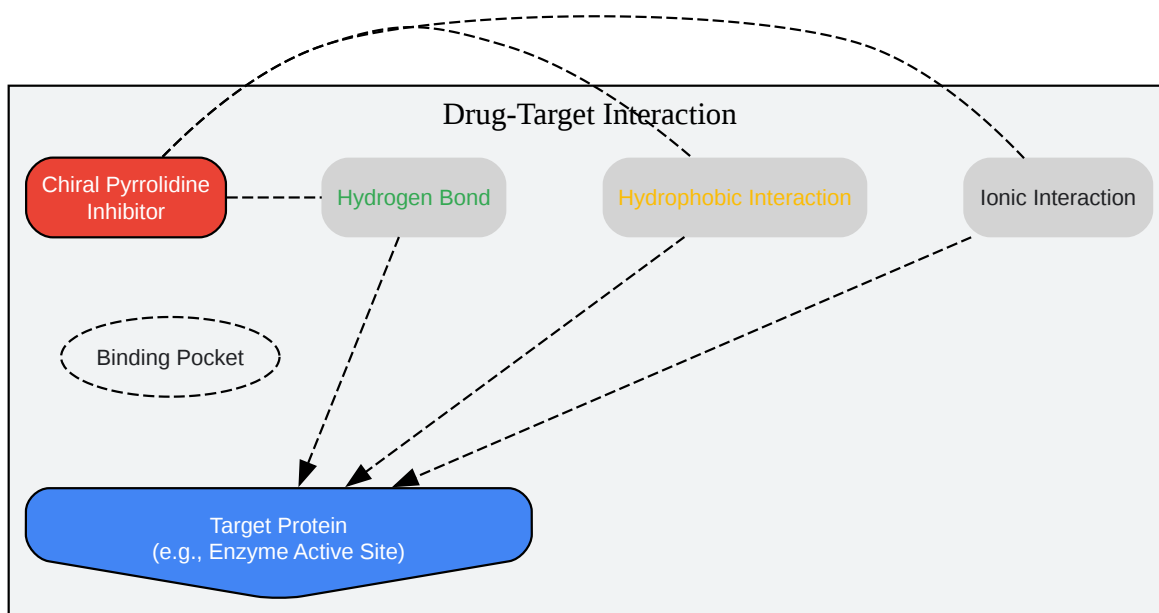 Drug-Target Interaction
Chiral Pyrrolidine
Inhibitor
Hydrogen Bond
Hydrophobic Interaction
Ionic Interaction
Binding Pocket
Target Protein
(e.g., Enzyme Active Site)